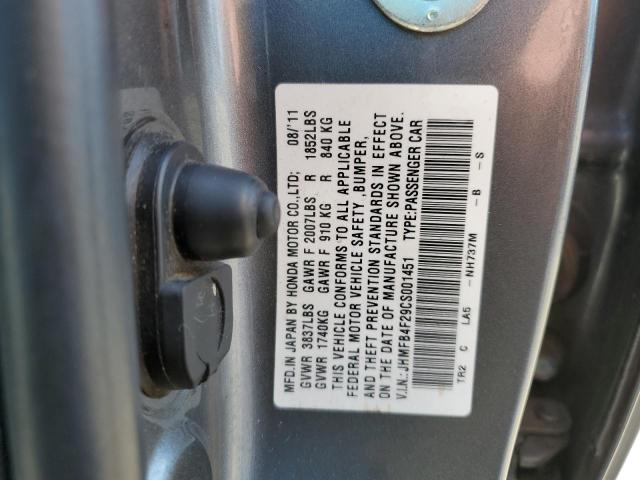 MFD.IN JAPAN BY HONDA MOTOR CO.,LTD; 08/'11
GVWR 3837LBS GAWR F 2007LBS R 1852LBS
GVWR 1740KG GAWR F 910 KG R 840 KG
THIS VEHICLE CONFORMS TO ALL APPLICABLE
FEDERAL MOTOR VEHICLE SAFETY ,BUMPER,
AND THEFT PREVENTION STANDARDS IN EFFECT
ON THE DATE OF MANUFACTURE SHOWN ABOVE.
V.I.N.:JHMFB4F29CS001451 TYPE:PASSENGER CAR
TR2 C LA5 -NH737M -B -S